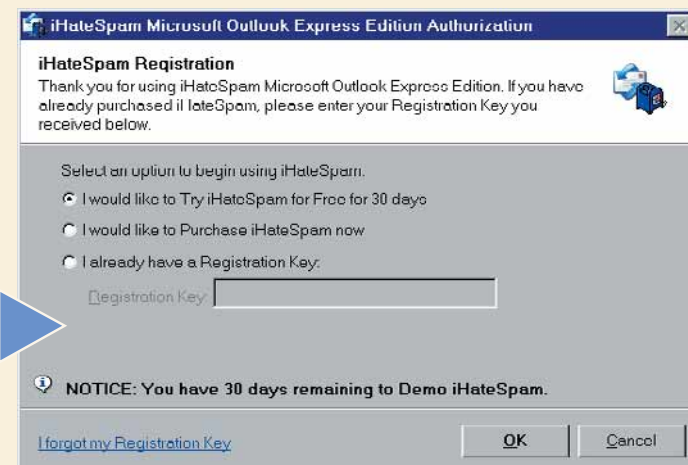 iHateSpam Microsoft Outlook Express Edition Authorization
iHateSpam Registration
Thank you for using iHateSpam Microsoft Outlook Express Edition. If you have
already purchased iHateSpam, please enter your Registration Key you
received below.
Select an option to begin using iHateSpam.
I would like to Try iHateSpam for Free for 30 days
I would like to Purchase iHateSpam now
I already have a Registration Key:
Registration Key:
NOTICE: You have 30 days remaining to Demo iHateSpam.
I forgot my Registration Key
OK
Cancel